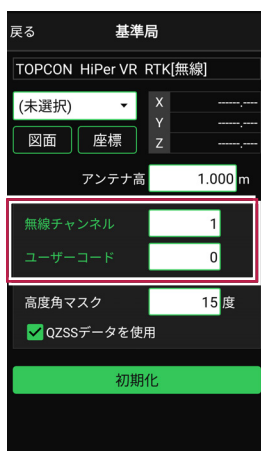 戻る 基準局
TOPCON HiPer VR RTK[無線]
(未選択) X ------.----
Y ------.----
図面 座標 Z ------.----
アンテナ高 1.000 m
無線チャンネル 1
ユーザーコード 0
高度角マスク 15 度
QZSSデータを使用
初期化